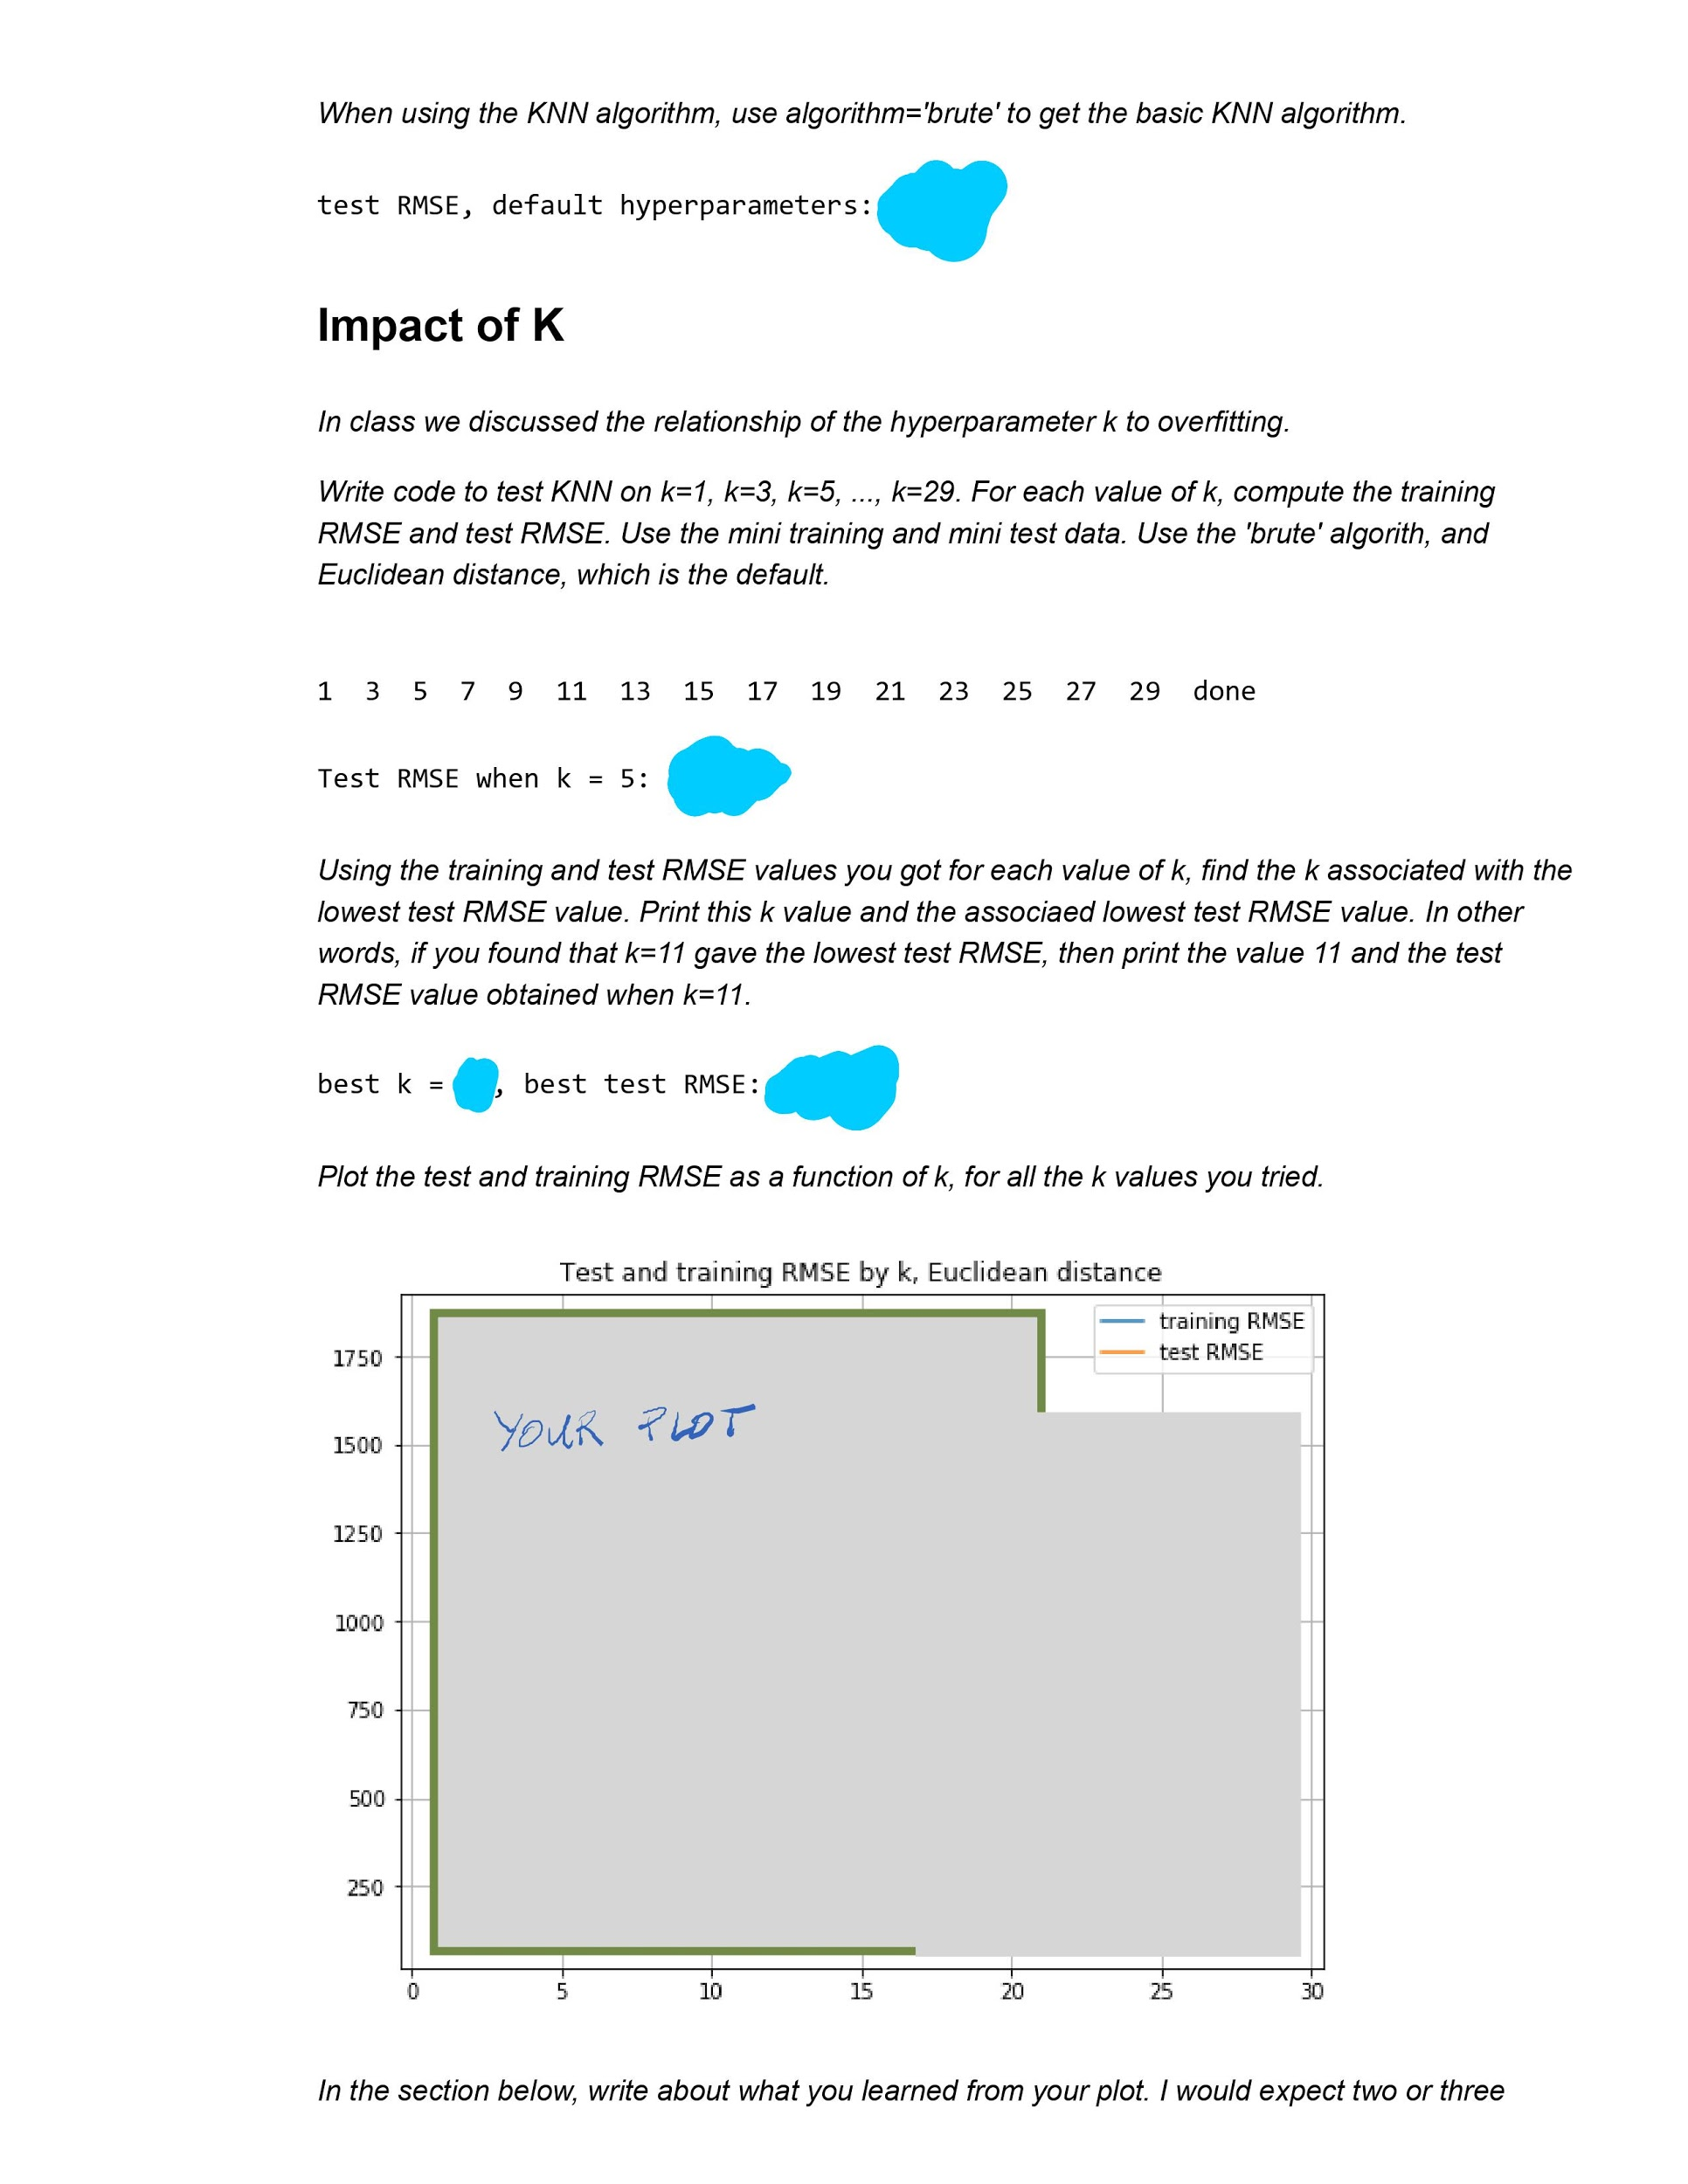 When using the KNN algorithm, use algorithm='brute' to get the basic KNN algorithm.
test RMSE, default hyperparameters:
Impact of K
In class we discussed the relationship of the hyperparameter k to overfitting.
Write code to test KNN on k=1, k=3, k=5, ..., k=29. For each value of k, compute the training
RMSE and test RMSE. Use the mini training and mini test data. Use the 'brute' algorith, and
Euclidean distance, which is the default.
1 3 5 7 9 11 13 15 17 19 21 23 25 27 29 done
Test RMSE when k = 5:
Using the training and test RMSE values you got for each value of k, find the k associated with the
lowest test RMSE value. Print this k value and the associaed lowest test RMSE value. In other
words, if you found that k=11 gave the lowest test RMSE, then print the value 11 and the test
RMSE value obtained when k=11.
best k = , best test RMSE:
Plot the test and training RMSE as a function of k, for all the k values you tried.
Test and training RMSE by k, Euclidean distance
training RMSE
test RMSE
1750
YOUR PLOT
1500
1250
1000
750
500
250
0 5 10 15 20 25 30
In the section below, write about what you learned from your plot. I would expect two or three